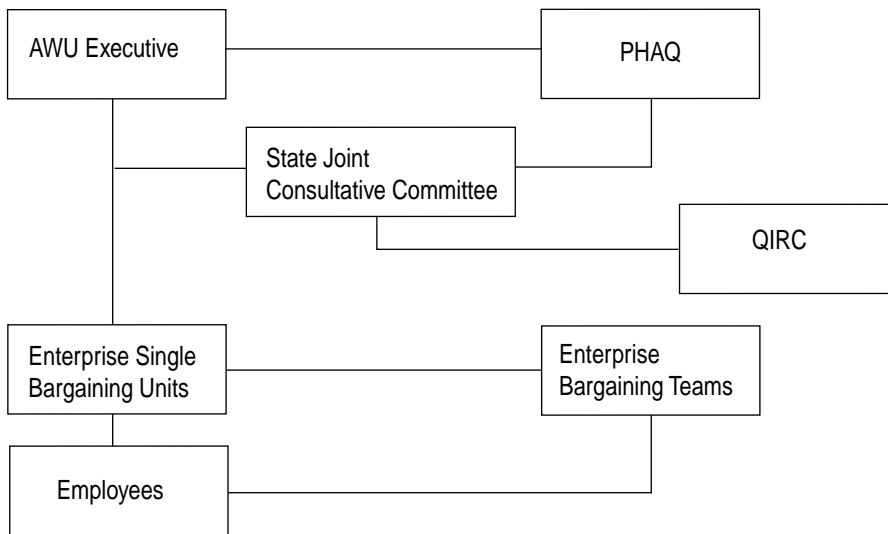 AWU Executive
PHAQ
State Joint
Consultative Committee
QIRC
Enterprise Single
Bargaining Units
Enterprise
Bargaining Teams
Employees